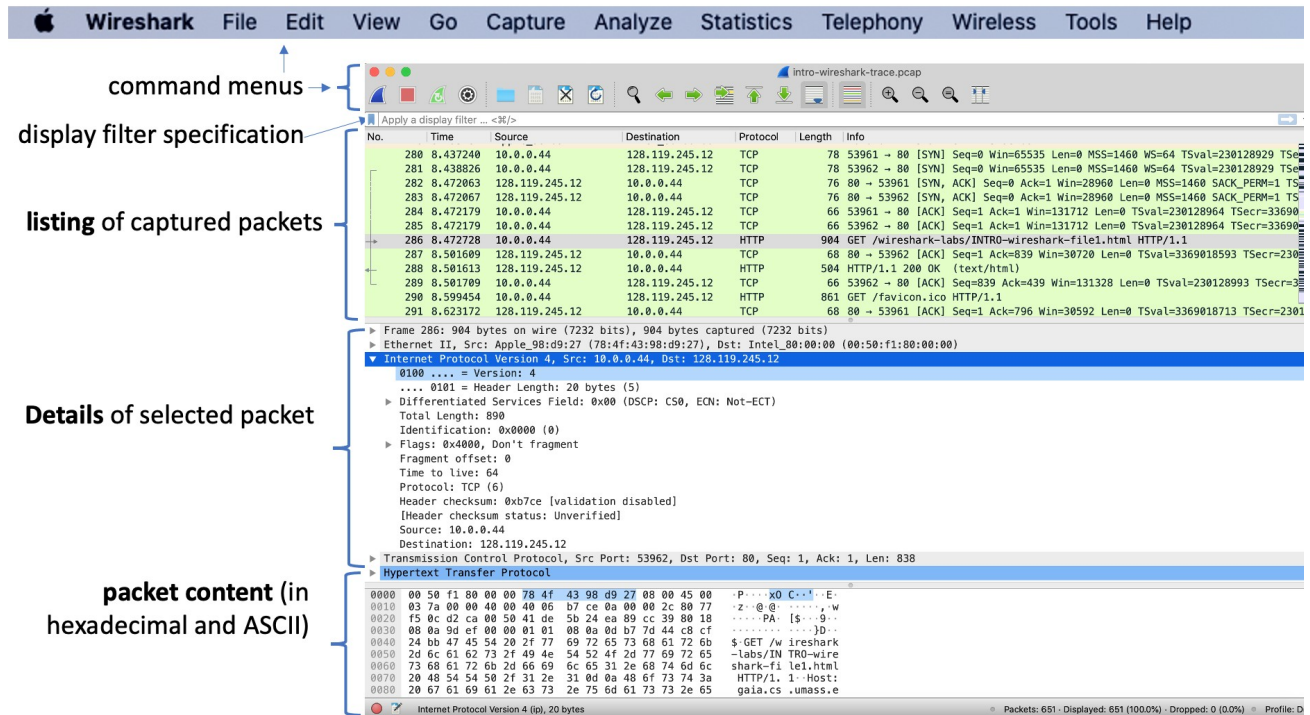 Wireshark File Edit View Go Capture Analyze Statistics Telephony Wireless Tools Help
command menus
intro-wireshark-trace.pcap
display filter specification
Apply a display filter ... <⌘/>
No. Time Source Destination Protocol Length Info
280 8.437240 10.0.0.44 128.119.245.12 TCP 78 53961 → 80 [SYN] Seq=0 Win=65535 Len=0 MSS=1460 WS=64 TSval=230128929 TSe
281 8.438826 10.0.0.44 128.119.245.12 TCP 78 53962 → 80 [SYN] Seq=0 Win=65535 Len=0 MSS=1460 WS=64 TSval=230128929 TSe
282 8.472063 128.119.245.12 10.0.0.44 TCP 76 80 → 53961 [SYN, ACK] Seq=0 Ack=1 Win=28960 Len=0 MSS=1460 SACK_PERM=1 TS
283 8.472067 128.119.245.12 10.0.0.44 TCP 76 80 → 53962 [SYN, ACK] Seq=0 Ack=1 Win=28960 Len=0 MSS=1460 SACK_PERM=1 TS
listing of captured packets
284 8.472179 10.0.0.44 128.119.245.12 TCP 66 53961 → 80 [ACK] Seq=1 Ack=1 Win=131712 Len=0 TSval=230128964 TSecr=33690
285 8.472179 10.0.0.44 128.119.245.12 TCP 66 53962 → 80 [ACK] Seq=1 Ack=1 Win=131712 Len=0 TSval=230128964 TSecr=33690
286 8.472728 10.0.0.44 128.119.245.12 HTTP 904 GET /wireshark-labs/INTRO-wireshark-file1.html HTTP/1.1
287 8.501609 128.119.245.12 10.0.0.44 TCP 68 80 → 53962 [ACK] Seq=1 Ack=839 Win=30720 Len=0 TSval=3369018593 TSecr=230
288 8.501613 128.119.245.12 10.0.0.44 HTTP 504 HTTP/1.1 200 OK (text/html)
289 8.501709 10.0.0.44 128.119.245.12 TCP 66 53962 → 80 [ACK] Seq=839 Ack=439 Win=131328 Len=0 TSval=230128993 TSecr=3
290 8.599454 10.0.0.44 128.119.245.12 HTTP 861 GET /favicon.ico HTTP/1.1
291 8.623172 128.119.245.12 10.0.0.44 TCP 68 80 → 53961 [ACK] Seq=1 Ack=796 Win=30592 Len=0 TSval=3369018713 TSecr=2301
Frame 286: 904 bytes on wire (7232 bits), 904 bytes captured (7232 bits)
Ethernet II, Src: Apple_98:d9:27 (78:4f:43:98:d9:27), Dst: Intel_80:00:00 (00:50:f1:80:00:00)
Internet Protocol Version 4, Src: 10.0.0.44, Dst: 128.119.245.12
0100 .... = Version: 4
.... 0101 = Header Length: 20 bytes (5)
Differentiated Services Field: 0x00 (DSCP: CS0, ECN: Not-ECT)
Details of selected packet
Total Length: 890
Identification: 0x0000 (0)
Flags: 0x4000, Don't fragment
Fragment offset: 0
Time to live: 64
Protocol: TCP (6)
Header checksum: 0xb7ce [validation disabled]
[Header checksum status: Unverified]
Source: 10.0.0.44
Destination: 128.119.245.12
Transmission Control Protocol, Src Port: 53962, Dst Port: 80, Seq: 1, Ack: 1, Len: 838
Hypertext Transfer Protocol
packet content (in
hexadecimal and ASCII)
0000 00 50 f1 80 00 00 78 4f 43 98 d9 27 08 00 45 00 ·P····xO C··'··E·
0010 03 7a 00 00 40 00 40 06 b7 ce 0a 00 00 2c 80 77 ·z··@·@· ·····,·w
0020 f5 0c d2 ca 00 50 41 de 5b 24 ea 89 cc 39 80 18 ·····PA· [$···9··
0030 08 0a 9d ef 00 00 01 01 08 0a 0d b7 7d 44 c8 cf ········ ····}D··
0040 24 bb 47 45 54 20 2f 77 69 72 65 73 68 61 72 6b $·GET /w ireshark
0050 2d 6c 61 62 73 2f 49 4e 54 52 4f 2d 77 69 72 65 -labs/IN TRO-wire
0060 73 68 61 72 6b 2d 66 69 6c 65 31 2e 68 74 6d 6c shark-fi le1.html
0070 20 48 54 54 50 2f 31 2e 31 0d 0a 48 6f 73 74 3a HTTP/1. 1··Host:
0080 20 67 61 69 61 2e 63 73 2e 75 6d 61 73 73 2e 65 gaia.cs .umass.e
Internet Protocol Version 4 (ip), 20 bytes Packets: 651 · Displayed: 651 (100.0%) · Dropped: 0 (0.0%) Profile: D